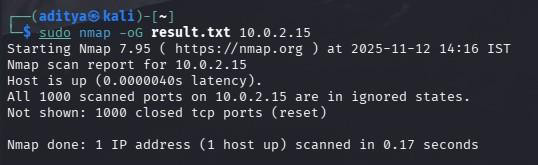 ┌──(aditya㉿kali)-[~]
└─$ sudo nmap -oG result.txt 10.0.2.15
Starting Nmap 7.95 ( https://nmap.org ) at 2025-11-12 14:16 IST
Nmap scan report for 10.0.2.15
Host is up (0.0000040s latency).
All 1000 scanned ports on 10.0.2.15 are in ignored states.
Not shown: 1000 closed tcp ports (reset)

Nmap done: 1 IP address (1 host up) scanned in 0.17 seconds